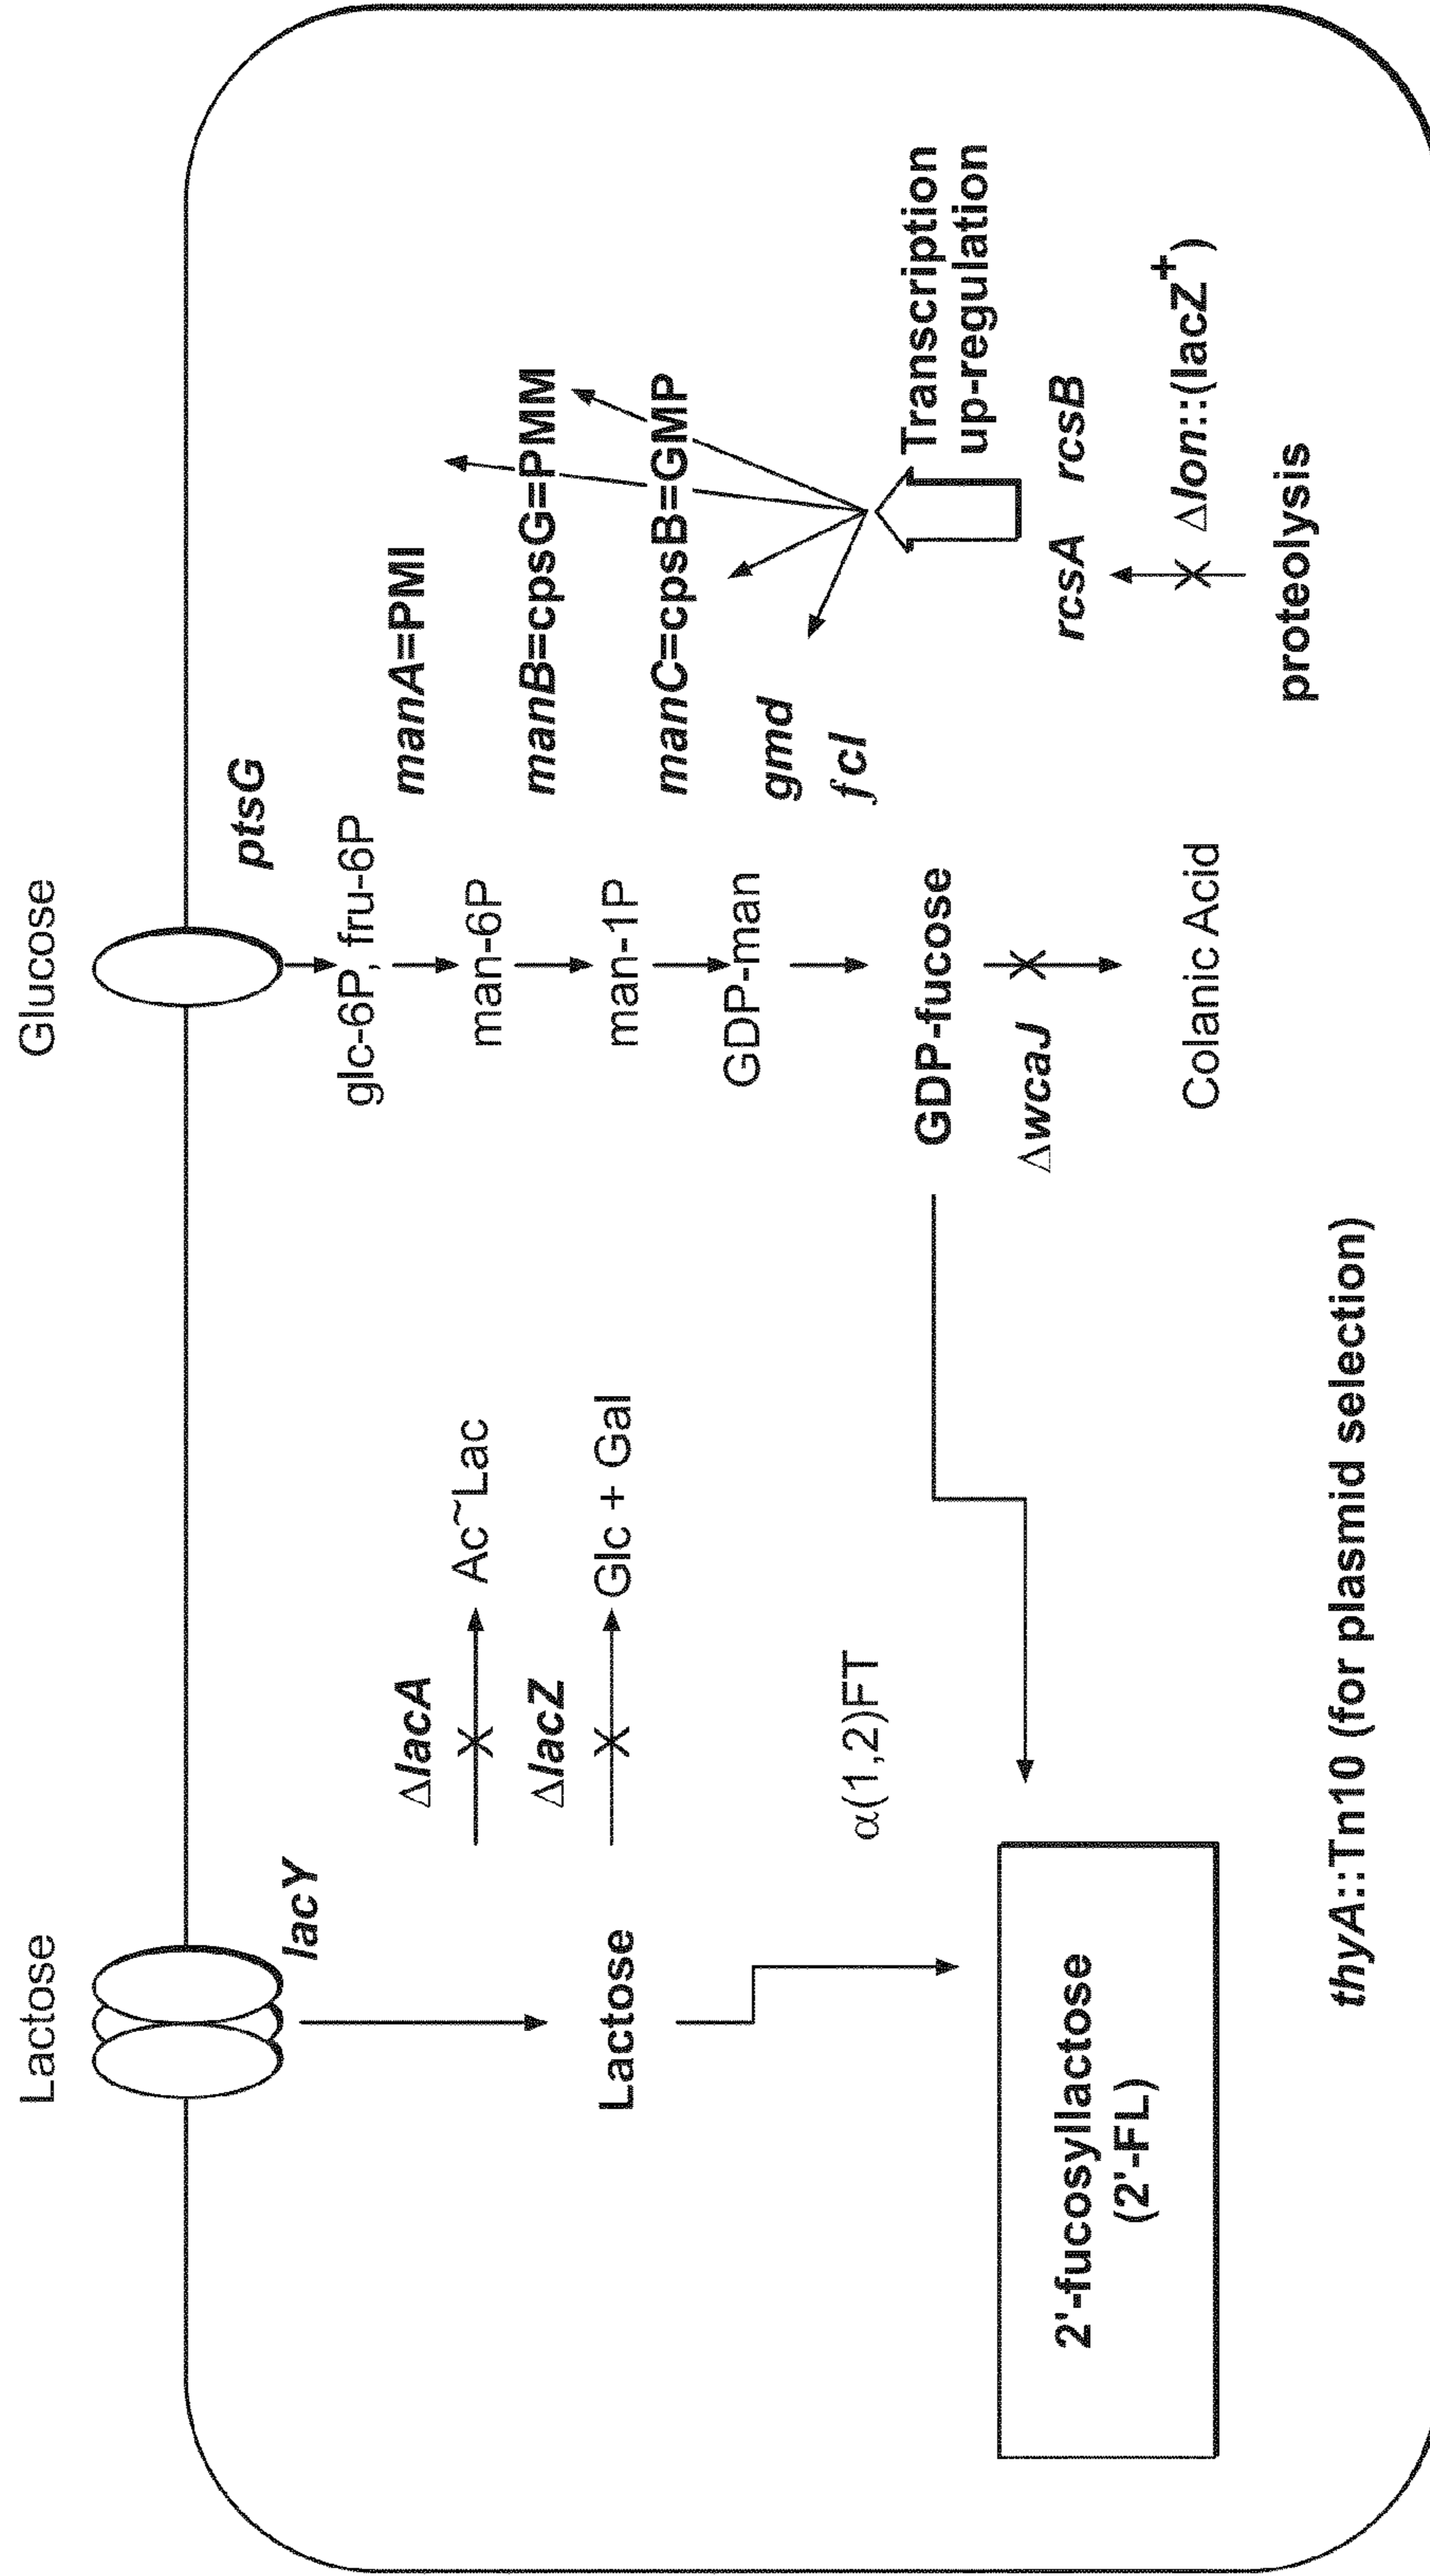 Lactose
Glucose
lacY
ptsG
ΔlacA
Ac~Lac
ΔlacZ
Glc + Gal
Lactose
α(1,2)FT
glc-6P, fru-6P
man-6P
man-1P
GDP-man
GDP-fucose
ΔwcaJ
Colanic Acid
manA=PMI
manB=cpsG=PMM
manC=cpsB=GMP
gmd
fcl
Transcription
up-regulation
rcsA rcsB
Δlon::(lacZ+)
proteolysis
2'-fucosyllactose
(2'-FL)
thyA::Tn10 (for plasmid selection)